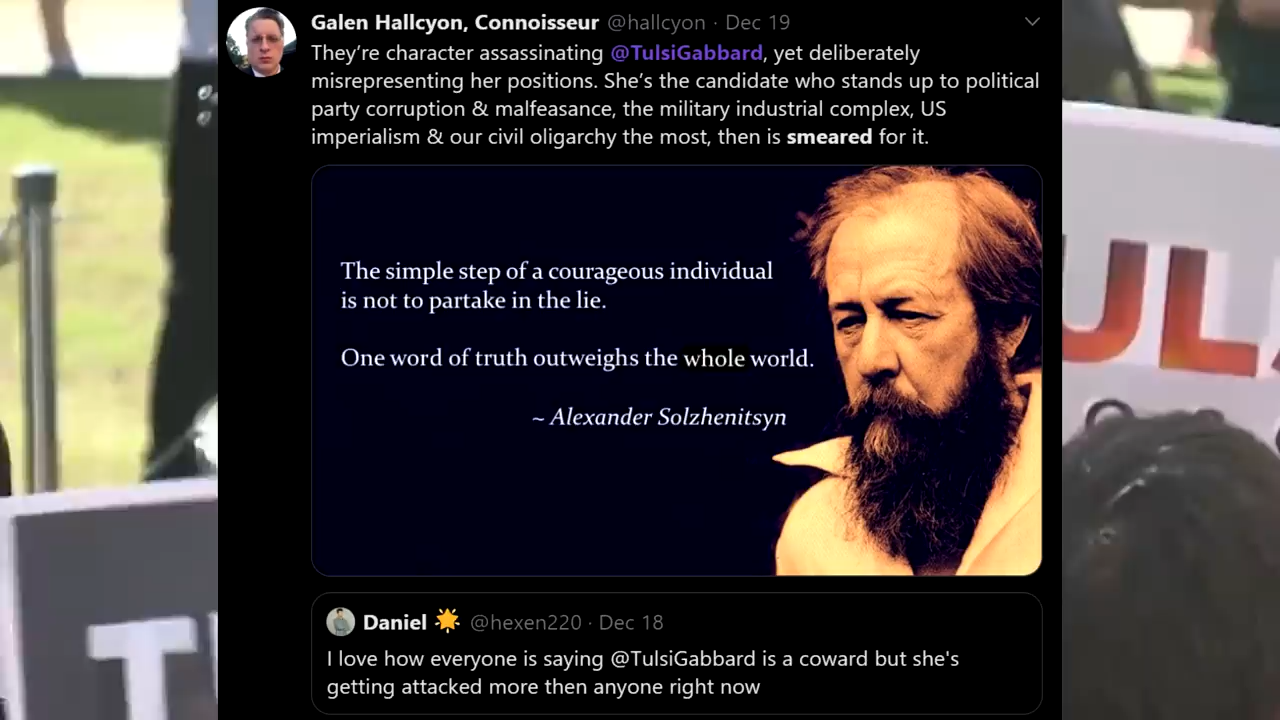 Galen Hallcyon, Connoisseur @hallcyon · Dec 19
They're character assassinating @TulsiGabbard, yet deliberately
misrepresenting her positions. She's the candidate who stands up to political
party corruption & malfeasance, the military industrial complex, US
imperialism & our civil oligarchy the most, then is smeared for it.
The simple step of a courageous individual
is not to partake in the lie.
One word of truth outweighs the whole world.
~ Alexander Solzhenitsyn
Daniel 🌟 @hexen220 · Dec 18
I love how everyone is saying @TulsiGabbard is a coward but she's
getting attacked more then anyone right now